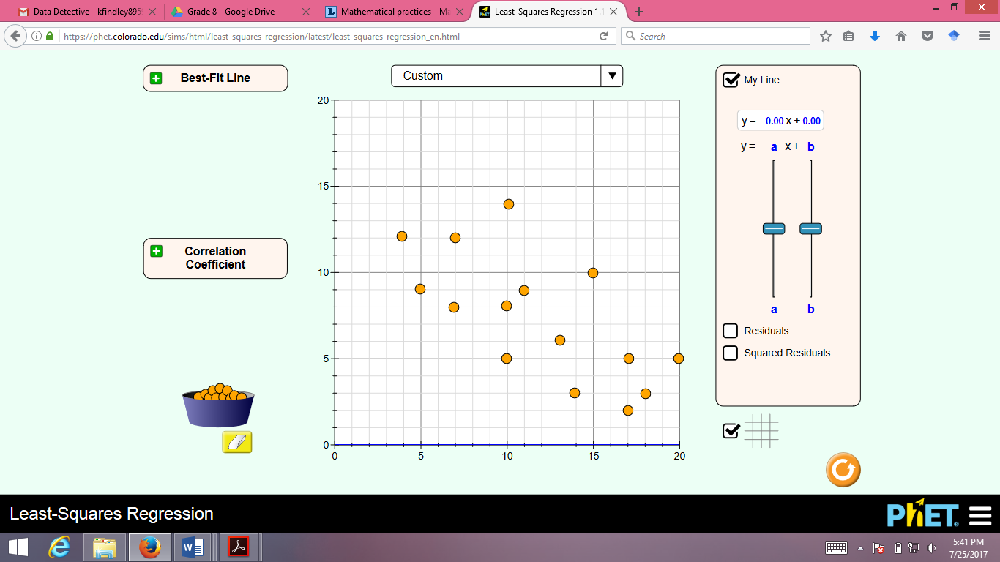 Data Detective - kfindley895
Grade 8 - Google Drive
Mathematical practices - Ma
Least-Squares Regression 1.1
https://phet.colorado.edu/sims/html/least-squares-regression/latest/least-squares-regression_en.html
Search
Best-Fit Line
Custom
My Line
y = 0.00 x + 0.00
y = a x + b
a b
Residuals
Squared Residuals
Correlation
Coefficient
20
15
10
5
0
0 5 10 15 20
Least-Squares Regression
PhET
5:41 PM
7/25/2017